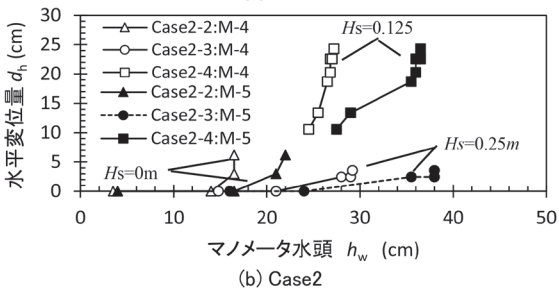 水平変位量 dh (cm)
30
25
20
15
10
5
0
Case2-2:M-4
Case2-3:M-4
Case2-4:M-4
Case2-2:M-5
Case2-3:M-5
Case2-4:M-5
Hs=0.125
Hs=0m
Hs=0.25m
0 10 20 30 40 50
マノメータ水頭 hw (cm)
(b) Case2